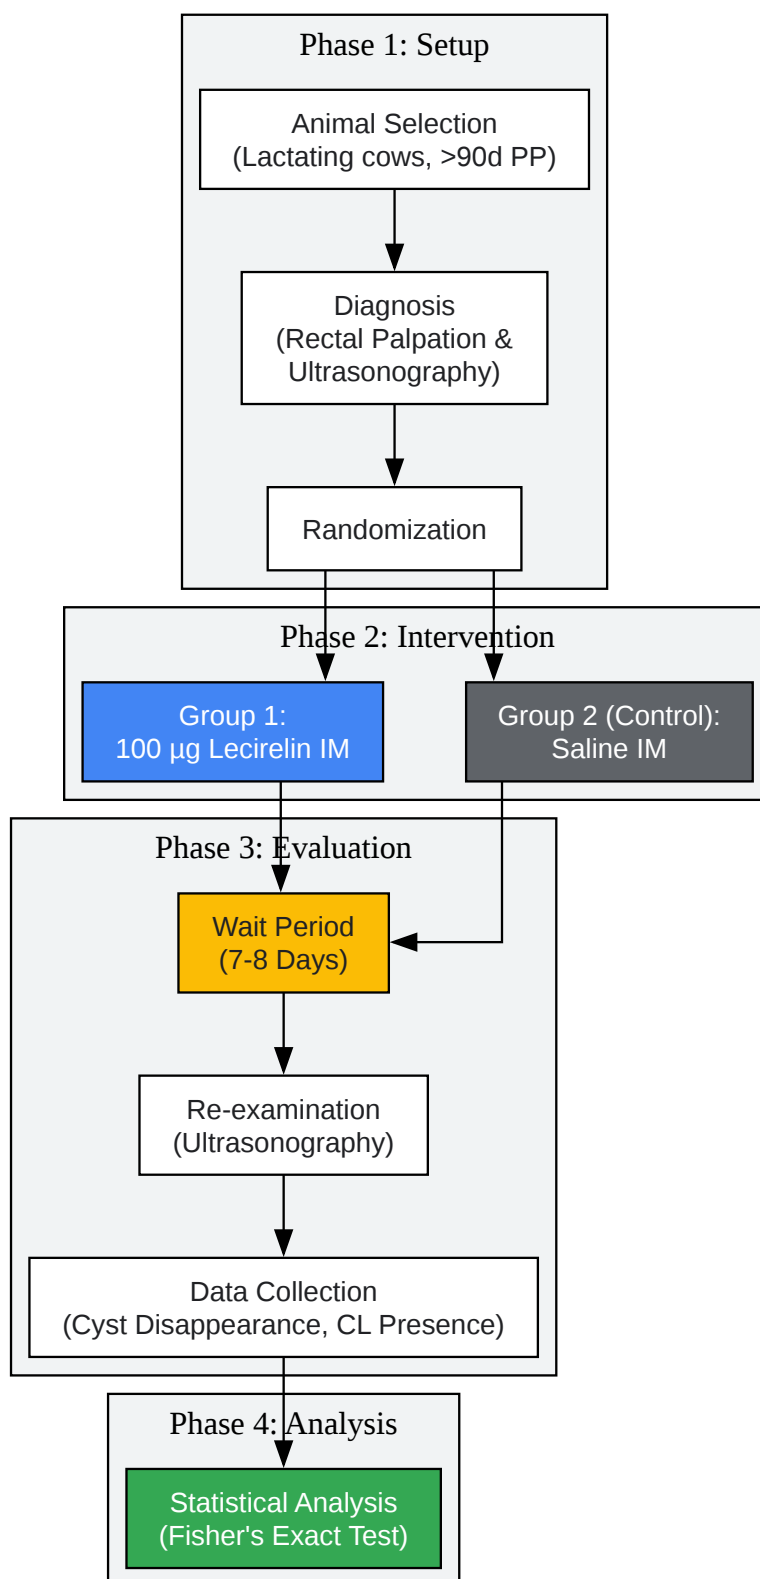 Phase 1: Setup
Animal Selection
(Lactating cows, >90d PP)
Diagnosis
(Rectal Palpation &
Ultrasonography)
Randomization
Phase 2: Intervention
Group 1:
100 µg Lecirelin IM
Group 2 (Control):
Saline IM
Phase 3: Evaluation
Wait Period
(7-8 Days)
Re-examination
(Ultrasonography)
Data Collection
(Cyst Disappearance, CL Presence)
Phase 4: Analysis
Statistical Analysis
(Fisher's Exact Test)